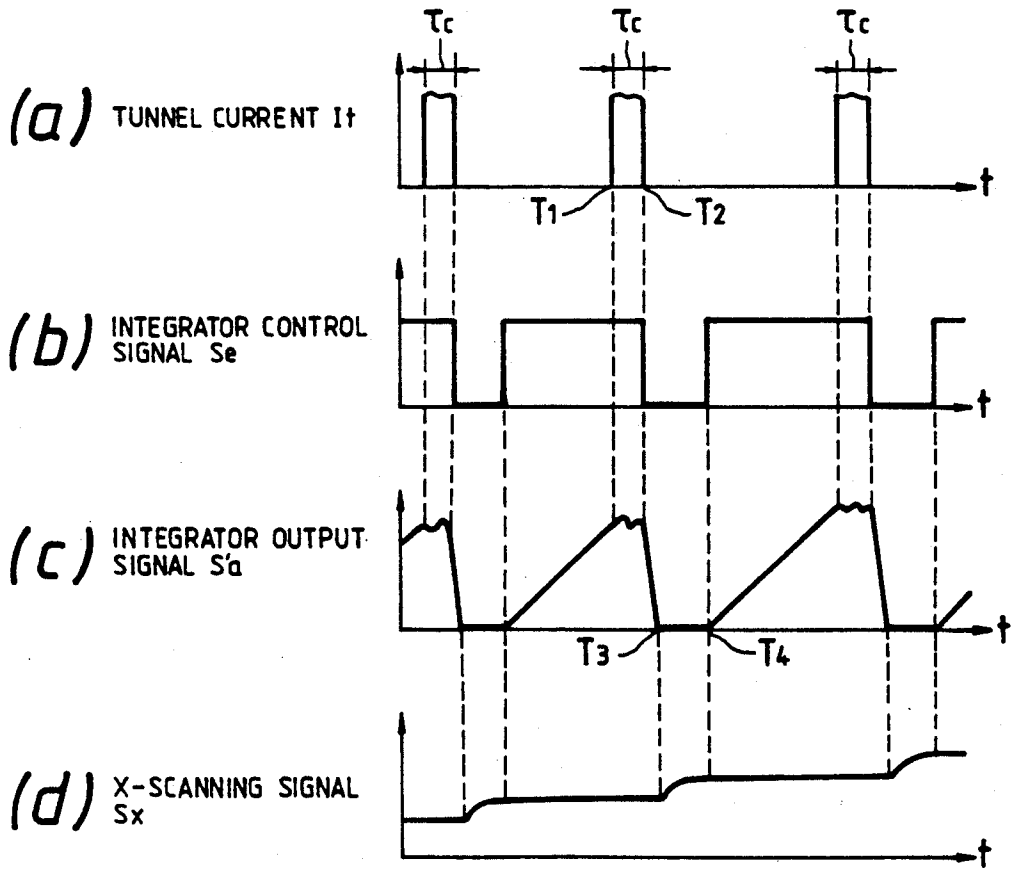 τc τc τc
(a) TUNNEL CURRENT It
t
T1 T2
(b) INTEGRATOR CONTROL
SIGNAL Se
t
(c) INTEGRATOR OUTPUT
SIGNAL S'a
t
T3 T4
(d) X-SCANNING SIGNAL
Sx
t